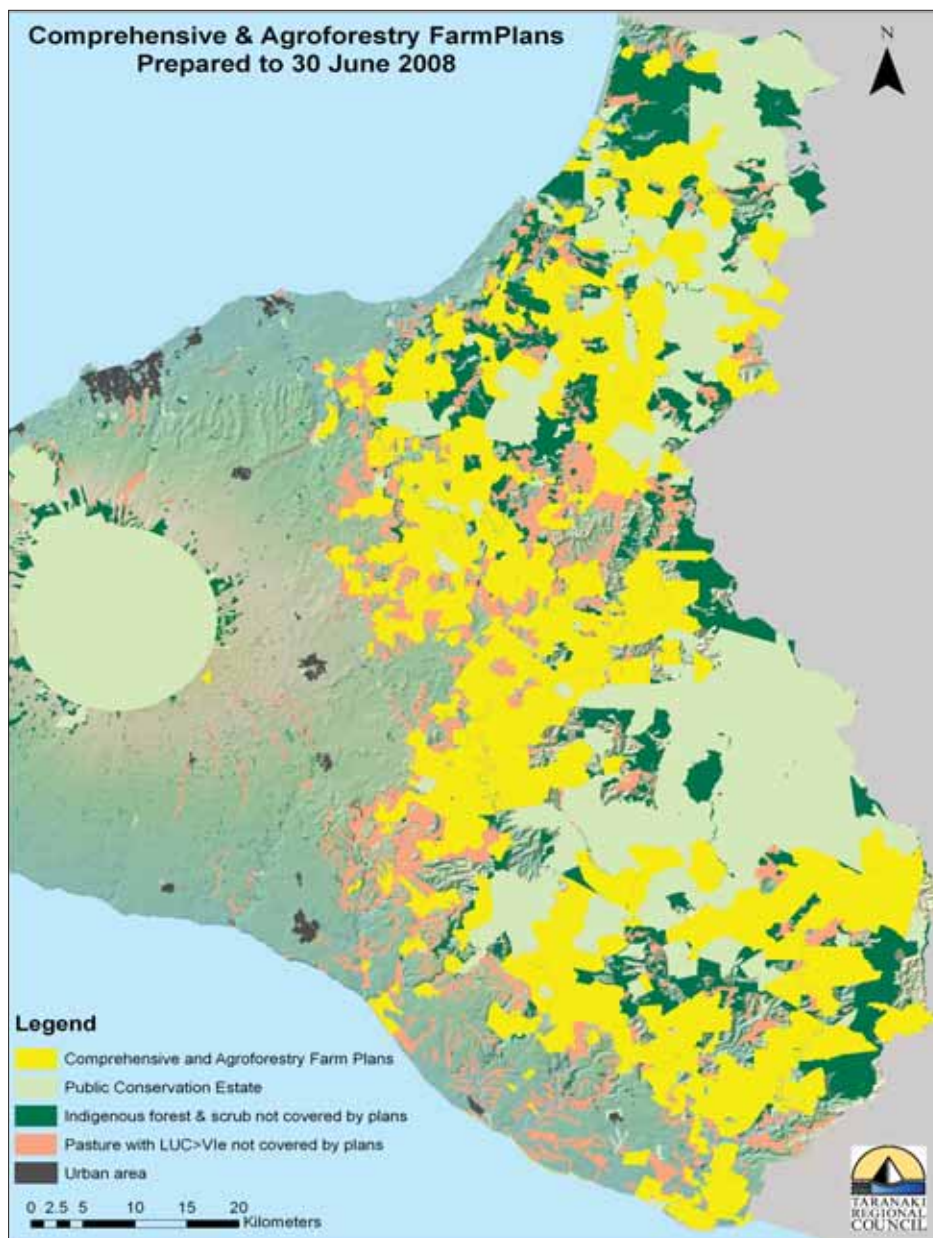 Comprehensive & Agroforestry FarmPlans
Prepared to 30 June 2008
N
Legend
Comprehensive and Agroforestry Farm Plans
Public Conservation Estate
Indigenous forest & scrub not covered by plans
Pasture with LUC>VIe not covered by plans
Urban area
0 2.5 5 10 15 20
Kilometers
TARANAKI
REGIONAL
COUNCIL